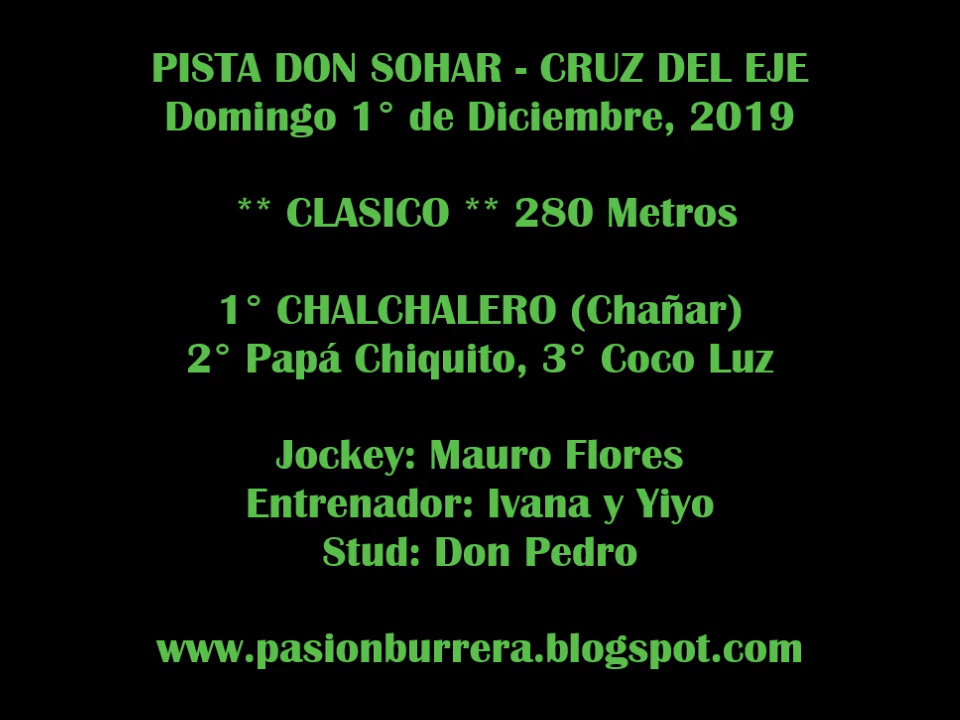 PISTA DON SOHAR - CRUZ DEL EJE
Domingo 1° de Diciembre, 2019
** CLASICO ** 280 Metros
1° CHALCHALERO (Chañar)
2° Papá Chiquito, 3° Coco Luz
Jockey: Mauro Flores
Entrenador: Ivana y Yiyo
Stud: Don Pedro
www.pasionburrera.blogspot.com